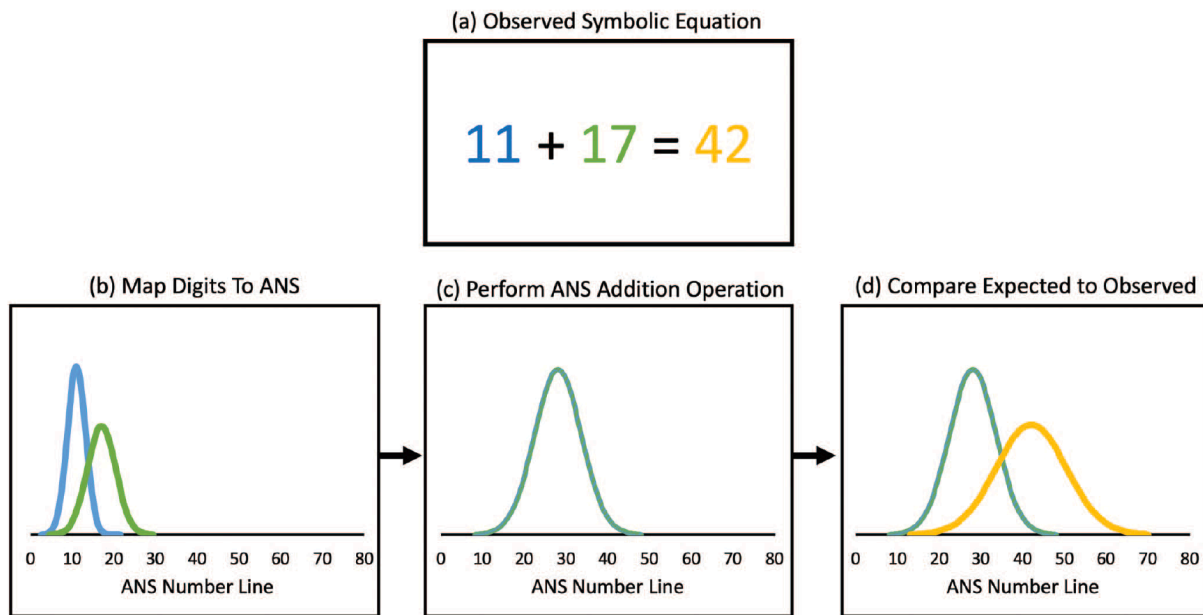 (a) Observed Symbolic Equation
11 + 17 = 42
(b) Map Digits To ANS
0 10 20 30 40 50 60 70 80
ANS Number Line
(c) Perform ANS Addition Operation
0 10 20 30 40 50 60 70 80
ANS Number Line
(d) Compare Expected to Observed
0 10 20 30 40 50 60 70 80
ANS Number Line